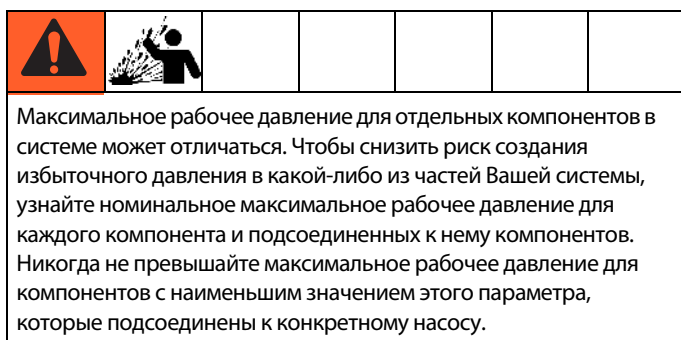 Максимальное рабочее давление для отдельных компонентов в
системе может отличаться. Чтобы снизить риск создания
избыточного давления в какой-либо из частей Вашей системы,
узнайте номинальное максимальное рабочее давление для
каждого компонента и подсоединенных к нему компонентов.
Никогда не превышайте максимальное рабочее давление для
компонентов с наименьшим значением этого параметра,
которые подсоединены к конкретному насосу.